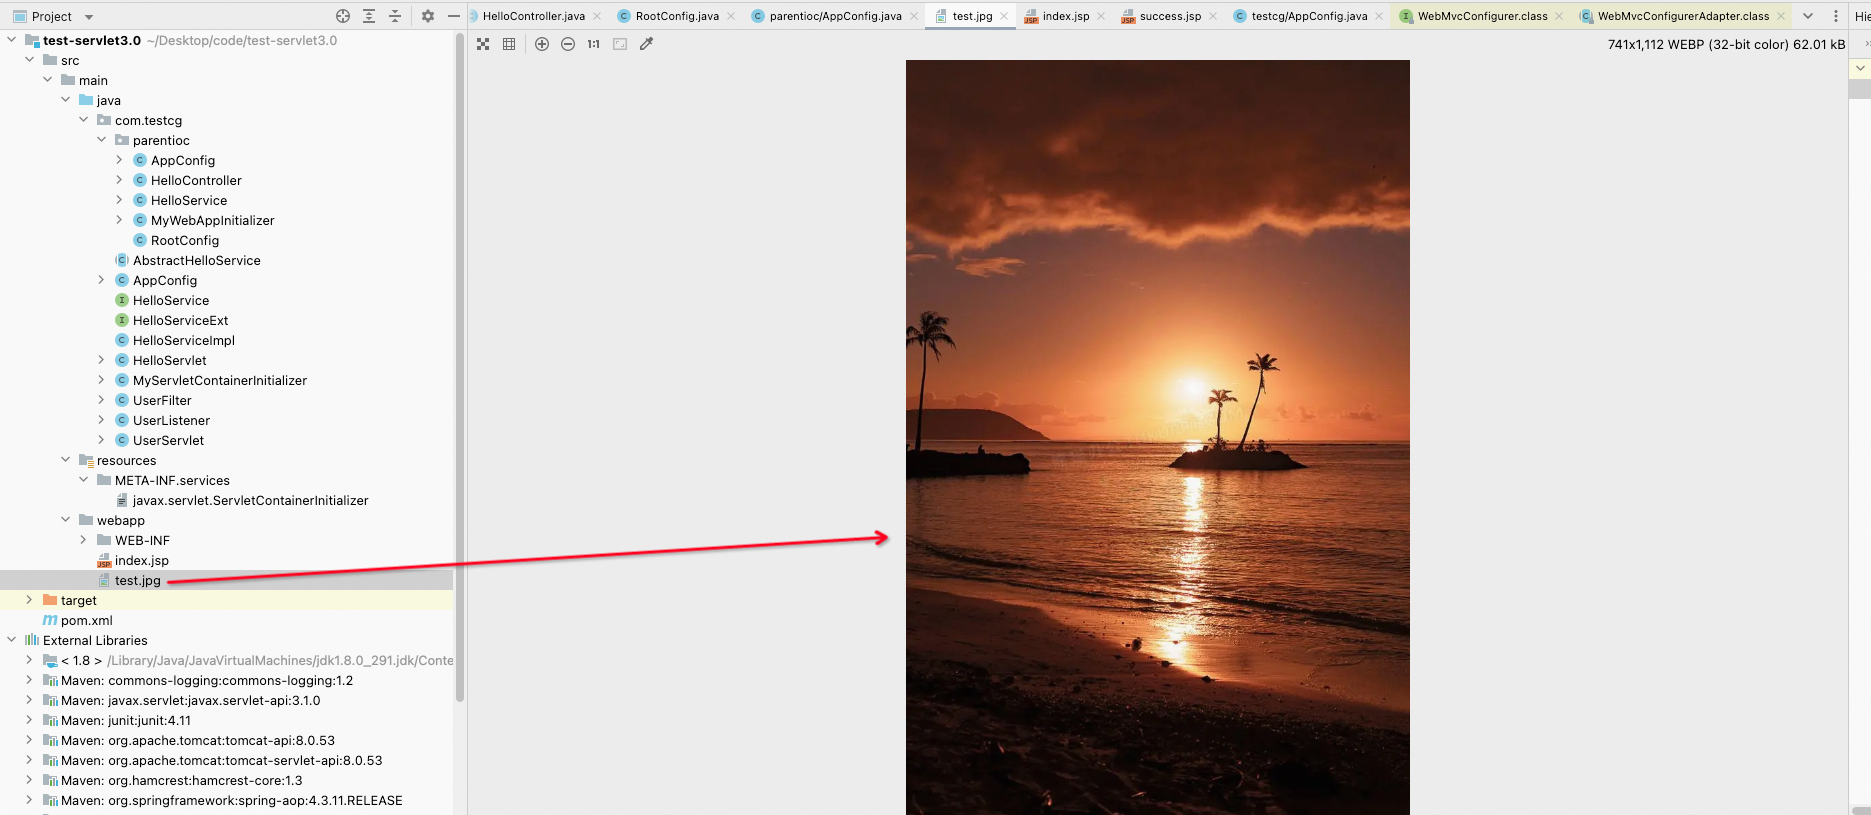 Project
HelloController.java
RootConfig.java
parentioc/AppConfig.java
test.jpg
index.jsp
success.jsp
testcg/AppConfig.java
WebMvcConfigurer.class
WebMvcConfigurerAdapter.class
Hie
1:1
741x1,112 WEBP (32-bit color) 62.01 kB
test-servlet3.0 ~/Desktop/code/test-servlet3.0
src
main
java
com.testcg
parentioc
AppConfig
HelloController
HelloService
MyWebAppInitializer
RootConfig
AbstractHelloService
AppConfig
HelloService
HelloServiceExt
HelloServiceImpl
HelloServlet
MyServletContainerInitializer
UserFilter
UserListener
UserServlet
resources
META-INF.services
javax.servlet.ServletContainerInitializer
webapp
WEB-INF
index.jsp
test.jpg
target
pom.xml
External Libraries
< 1.8 > /Library/Java/JavaVirtualMachines/jdk1.8.0_291.jdk/Conte
Maven: commons-logging:commons-logging:1.2
Maven: javax.servlet:javax.servlet-api:3.1.0
Maven: junit:junit:4.11
Maven: org.apache.tomcat:tomcat-api:8.0.53
Maven: org.apache.tomcat:tomcat-servlet-api:8.0.53
Maven: org.hamcrest:hamcrest-core:1.3
Maven: org.springframework:spring-aop:4.3.11.RELEASE